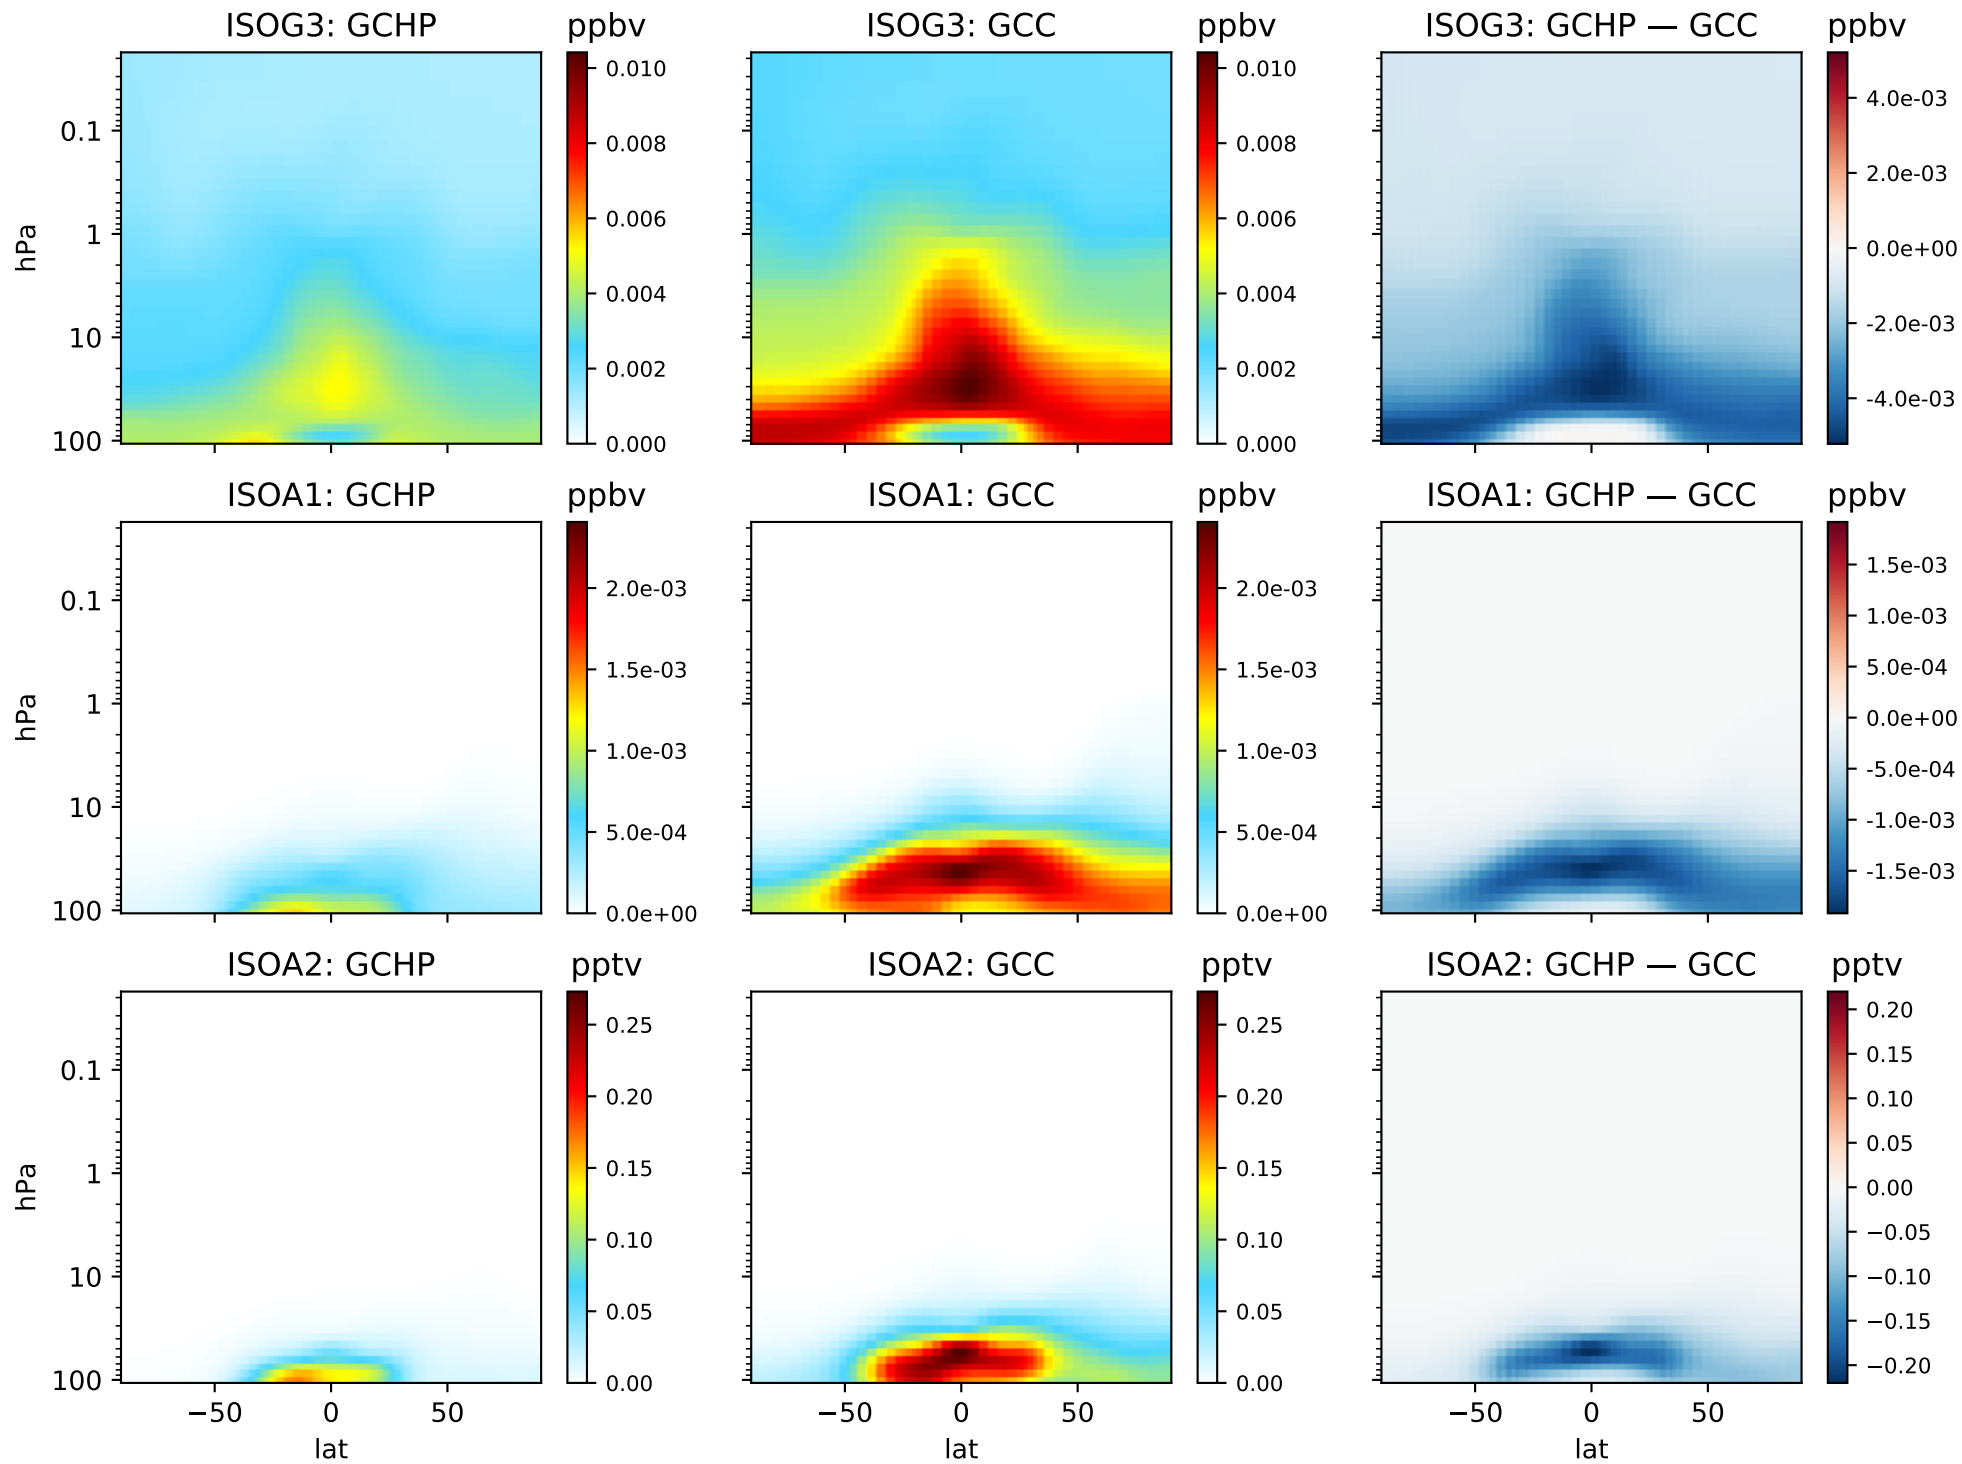 ISOG3: GCHP
ppbv
ISOG3: GCC
ppbv
ISOG3: GCHP — GCC
ppbv
hPa
0.1
1
10
100
0.010
0.008
0.006
0.004
0.002
0.000
0.010
0.008
0.006
0.004
0.002
0.000
4.0e-03
2.0e-03
0.0e+00
-2.0e-03
-4.0e-03
ISOA1: GCHP
ppbv
ISOA1: GCC
ppbv
ISOA1: GCHP — GCC
ppbv
hPa
0.1
1
10
100
2.0e-03
1.5e-03
1.0e-03
5.0e-04
0.0e+00
2.0e-03
1.5e-03
1.0e-03
5.0e-04
0.0e+00
1.5e-03
1.0e-03
5.0e-04
0.0e+00
-5.0e-04
-1.0e-03
-1.5e-03
ISOA2: GCHP
pptv
ISOA2: GCC
pptv
ISOA2: GCHP — GCC
pptv
hPa
0.1
1
10
100
0.25
0.20
0.15
0.10
0.05
0.00
0.25
0.20
0.15
0.10
0.05
0.00
0.20
0.15
0.10
0.05
0.00
−0.05
−0.10
−0.15
−0.20
−50 0 50
−50 0 50
−50 0 50
lat
lat
lat